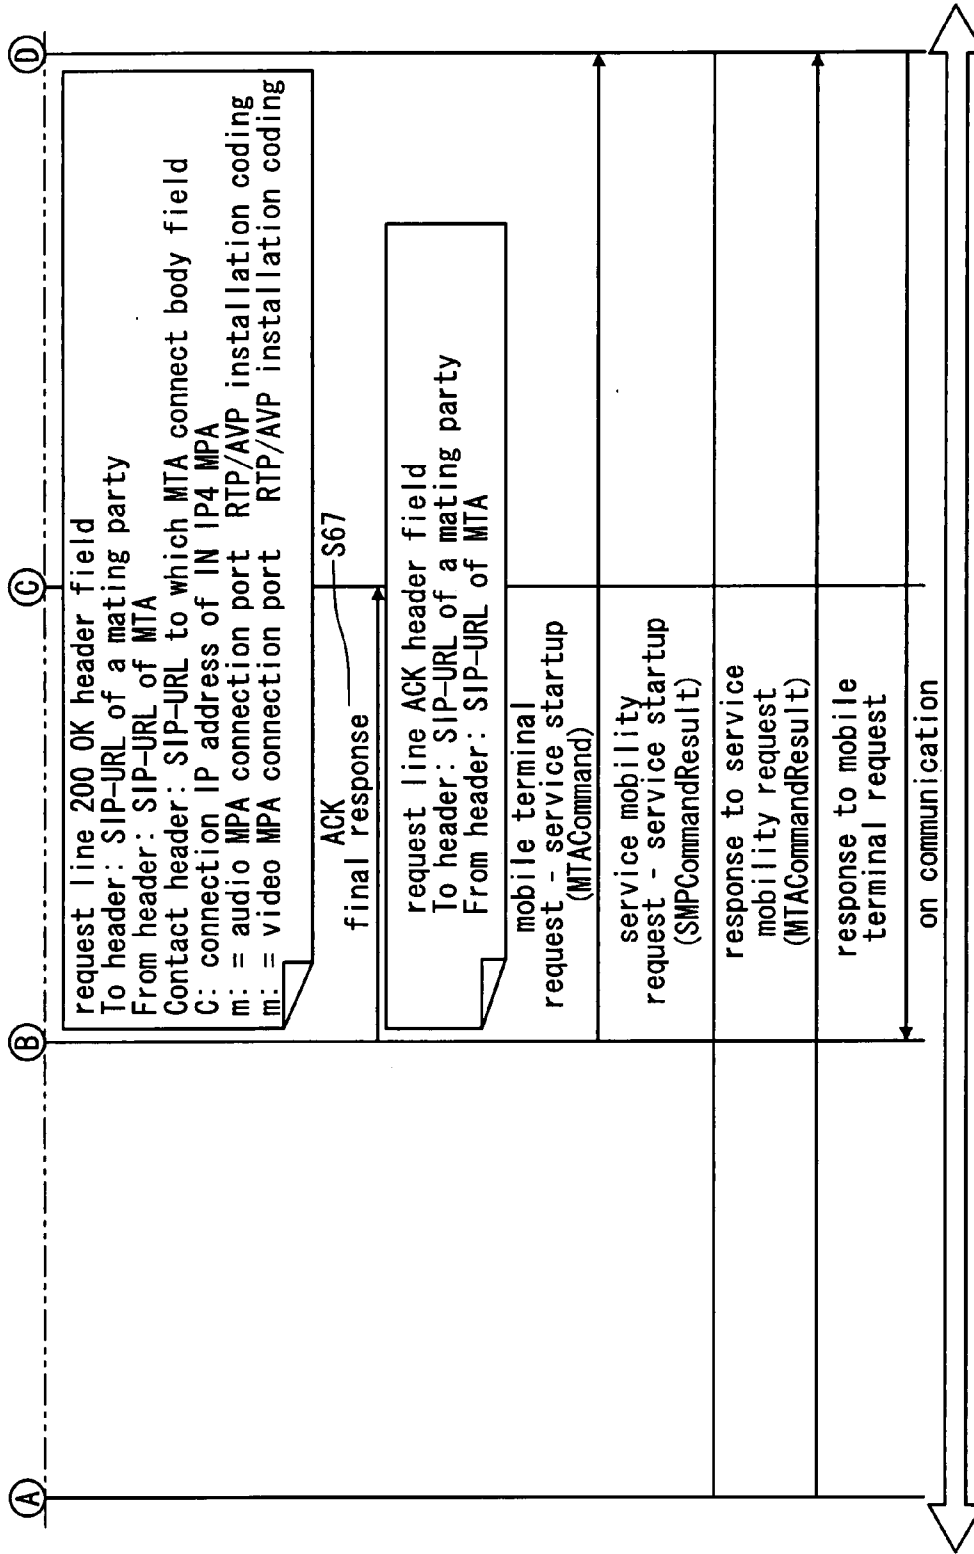 A
B
C
D
request line 200 OK header field
To header: SIP-URL of a mating party
From header: SIP-URL of MTA
Contact header: SIP-URL to which MTA connect body field
C: connection IP address of IN IP4 MPA
m: = audio MPA connection port RTP/AVP installation coding
m: = video MPA connection port RTP/AVP installation coding
ACK
final response
S67
request line ACK header field
To header: SIP-URL of a mating party
From header: SIP-URL of MTA
mobile terminal
request - service startup
(MTACommand)
service mobility
request - service startup
(SMPCommandResult)
response to service
mobility request
(MTACommandResult)
response to mobile
terminal request
on communication